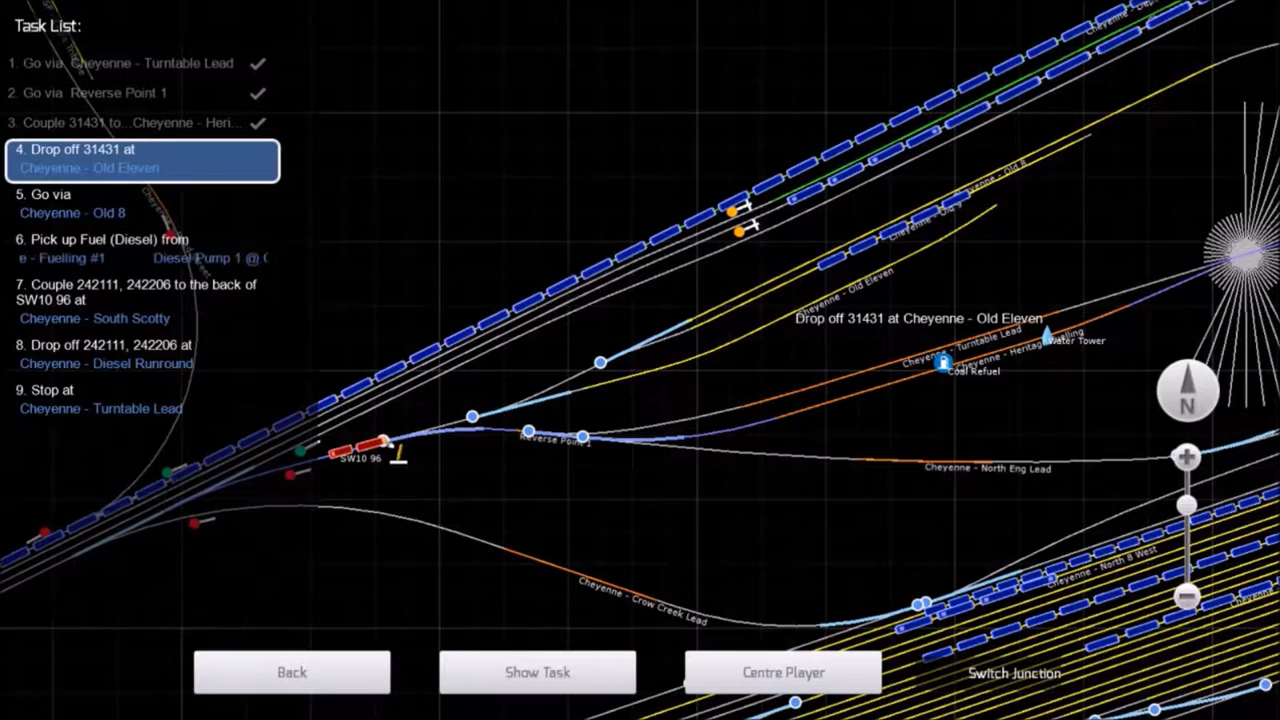 Task List:
1. Go via  Cheyenne - Turntable Lead
2. Go via  Reverse Point 1
3. Couple 31431 to...Cheyenne - Heri...
4. Drop off 31431 at
Cheyenne - Old Eleven
5. Go via
Cheyenne - Old 8
6. Pick up Fuel (Diesel) from
e - Fuelling #1 Diesel Pump 1 @ (
7. Couple 242111, 242206 to the back of
SW10 96 at
Cheyenne - South Scotty
8. Drop off 242111, 242206 at
Cheyenne - Diesel Runround
9. Stop at
Cheyenne - Turntable Lead
Cheyenne - Old 8
Cheyenne - Old 9
Cheyenne - Old Eleven
Drop off 31431 at Cheyenne - Old Eleven
Cheyenne - Turntable Lead
Cheyenne - Heritage Fuelling
Water Tower
Coal Refuel
N
Reverse Point 1
SW10 96
Cheyenne - North Eng Lead
Cheyenne - North 8 West
Cheyenne - Crow Creek Lead
Back
Show Task
Centre Player
Switch Junction